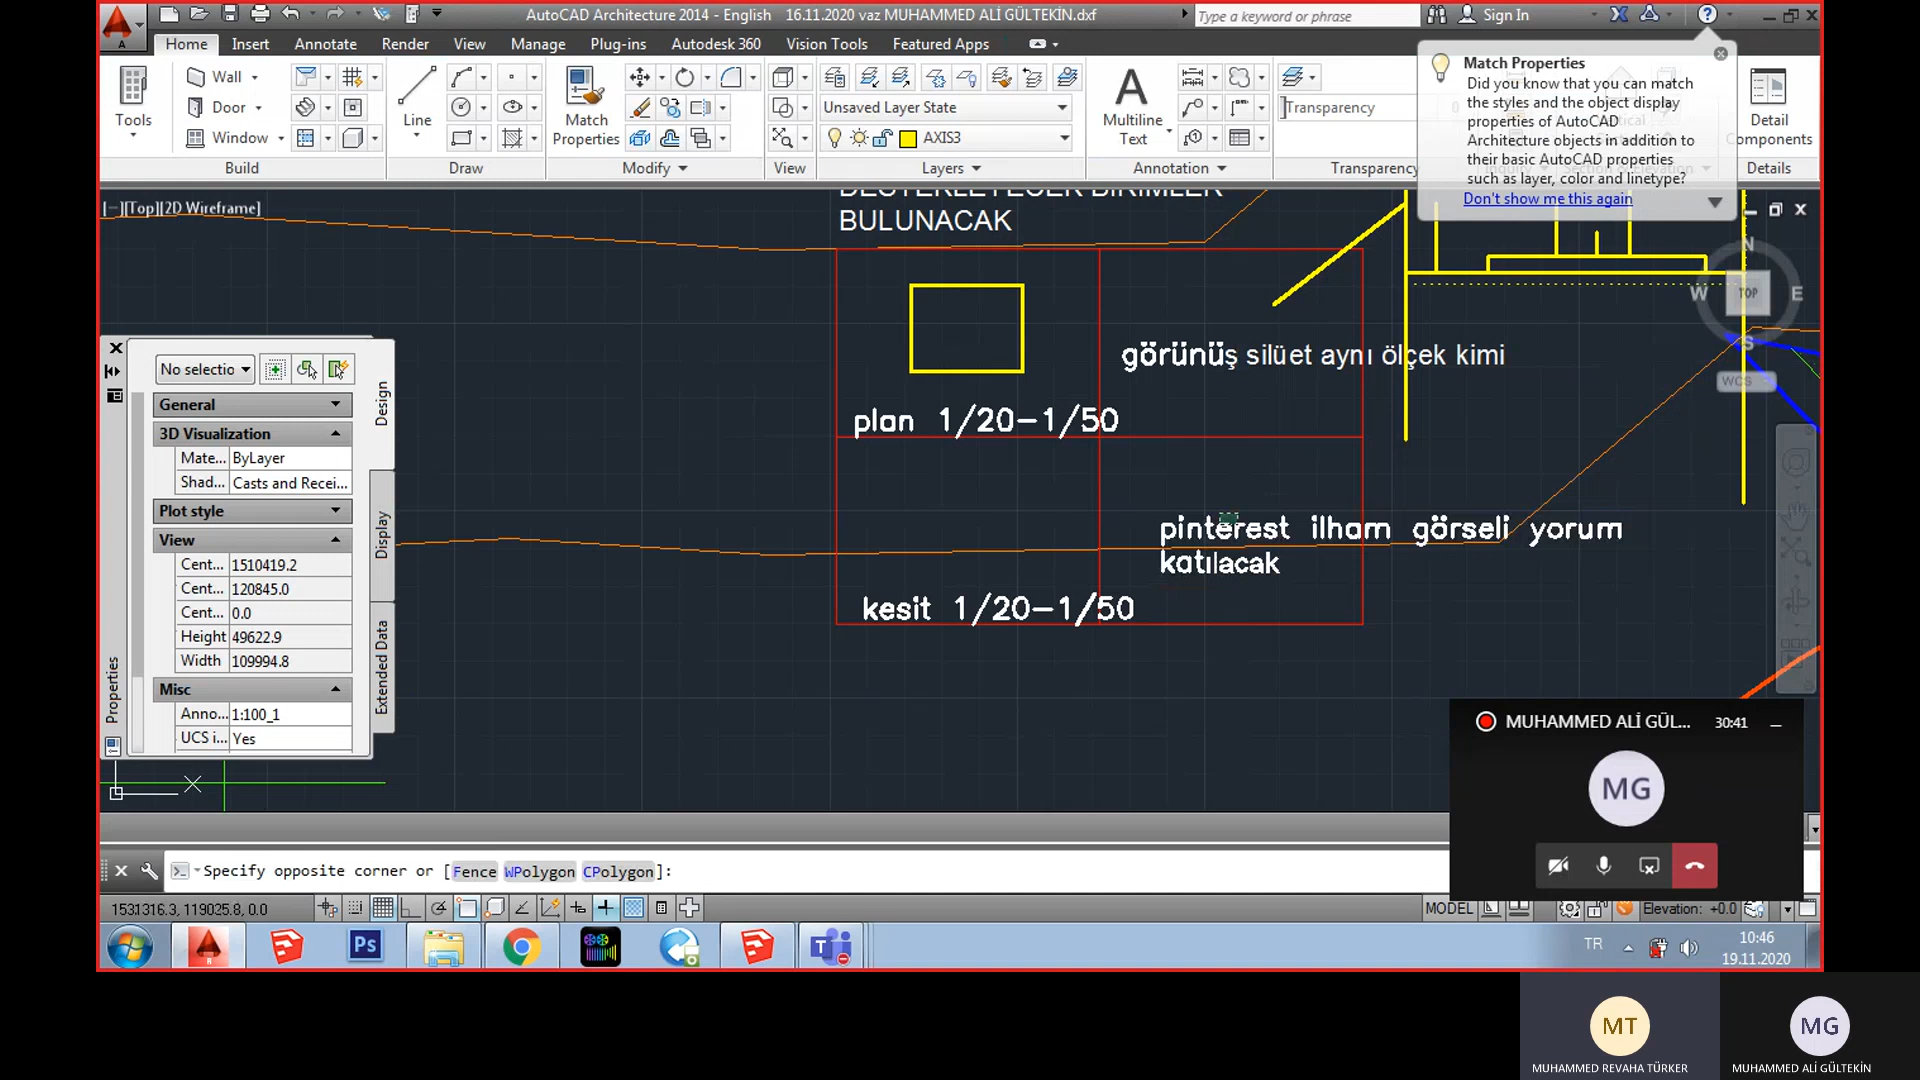 AutoCAD Architecture 2014 - English 16.11.2020 vaz MUHAMMED ALİ GÜLTEKİN.dxf
Type a keyword or phrase
Sign In
Home Insert Annotate Render View Manage Plug-ins Autodesk 360 Vision Tools Featured Apps
Tools
Wall
Door
Window
Line
Match
Properties
Unsaved Layer State
AXIS3
Multiline
Text
Transparency
Detail
Components
Build Draw Modify View Layers Annotation Transparency Details
Match Properties
Did you know that you can match
the styles and the object display
properties of AutoCAD
Architecture objects in addition to
their basic AutoCAD properties
such as layer, color and linetype?
Don't show me this again
[−][Top][2D Wireframe]
DESTEKLEYECEK BİRİMLER
BULUNACAK
N
W TOP E
S
WCS
görünüş silüet aynı ölçek kimi
plan 1/20-1/50
pinterest ilham görseli yorum
katılacak
kesit 1/20-1/50
No selectio
General
3D Visualization
Mate... ByLayer
Shad... Casts and Recei...
Plot style
View
Cent... 1510419.2
Cent... 120845.0
Cent... 0.0
Height 49622.9
Width 109994.8
Misc
Anno... 1:100_1
UCS i... Yes
Design
Display
Extended Data
Properties
MUHAMMED ALİ GÜL... 30:41
MG
Specify opposite corner or [Fence WPolygon CPolygon]:
1531316.3, 119025.8, 0.0
MODEL
Elevation: +0.0
Ps
T
TR
10:46
19.11.2020
MT
MUHAMMED REVAHA TÜRKER
MG
MUHAMMED ALİ GÜLTEKİN